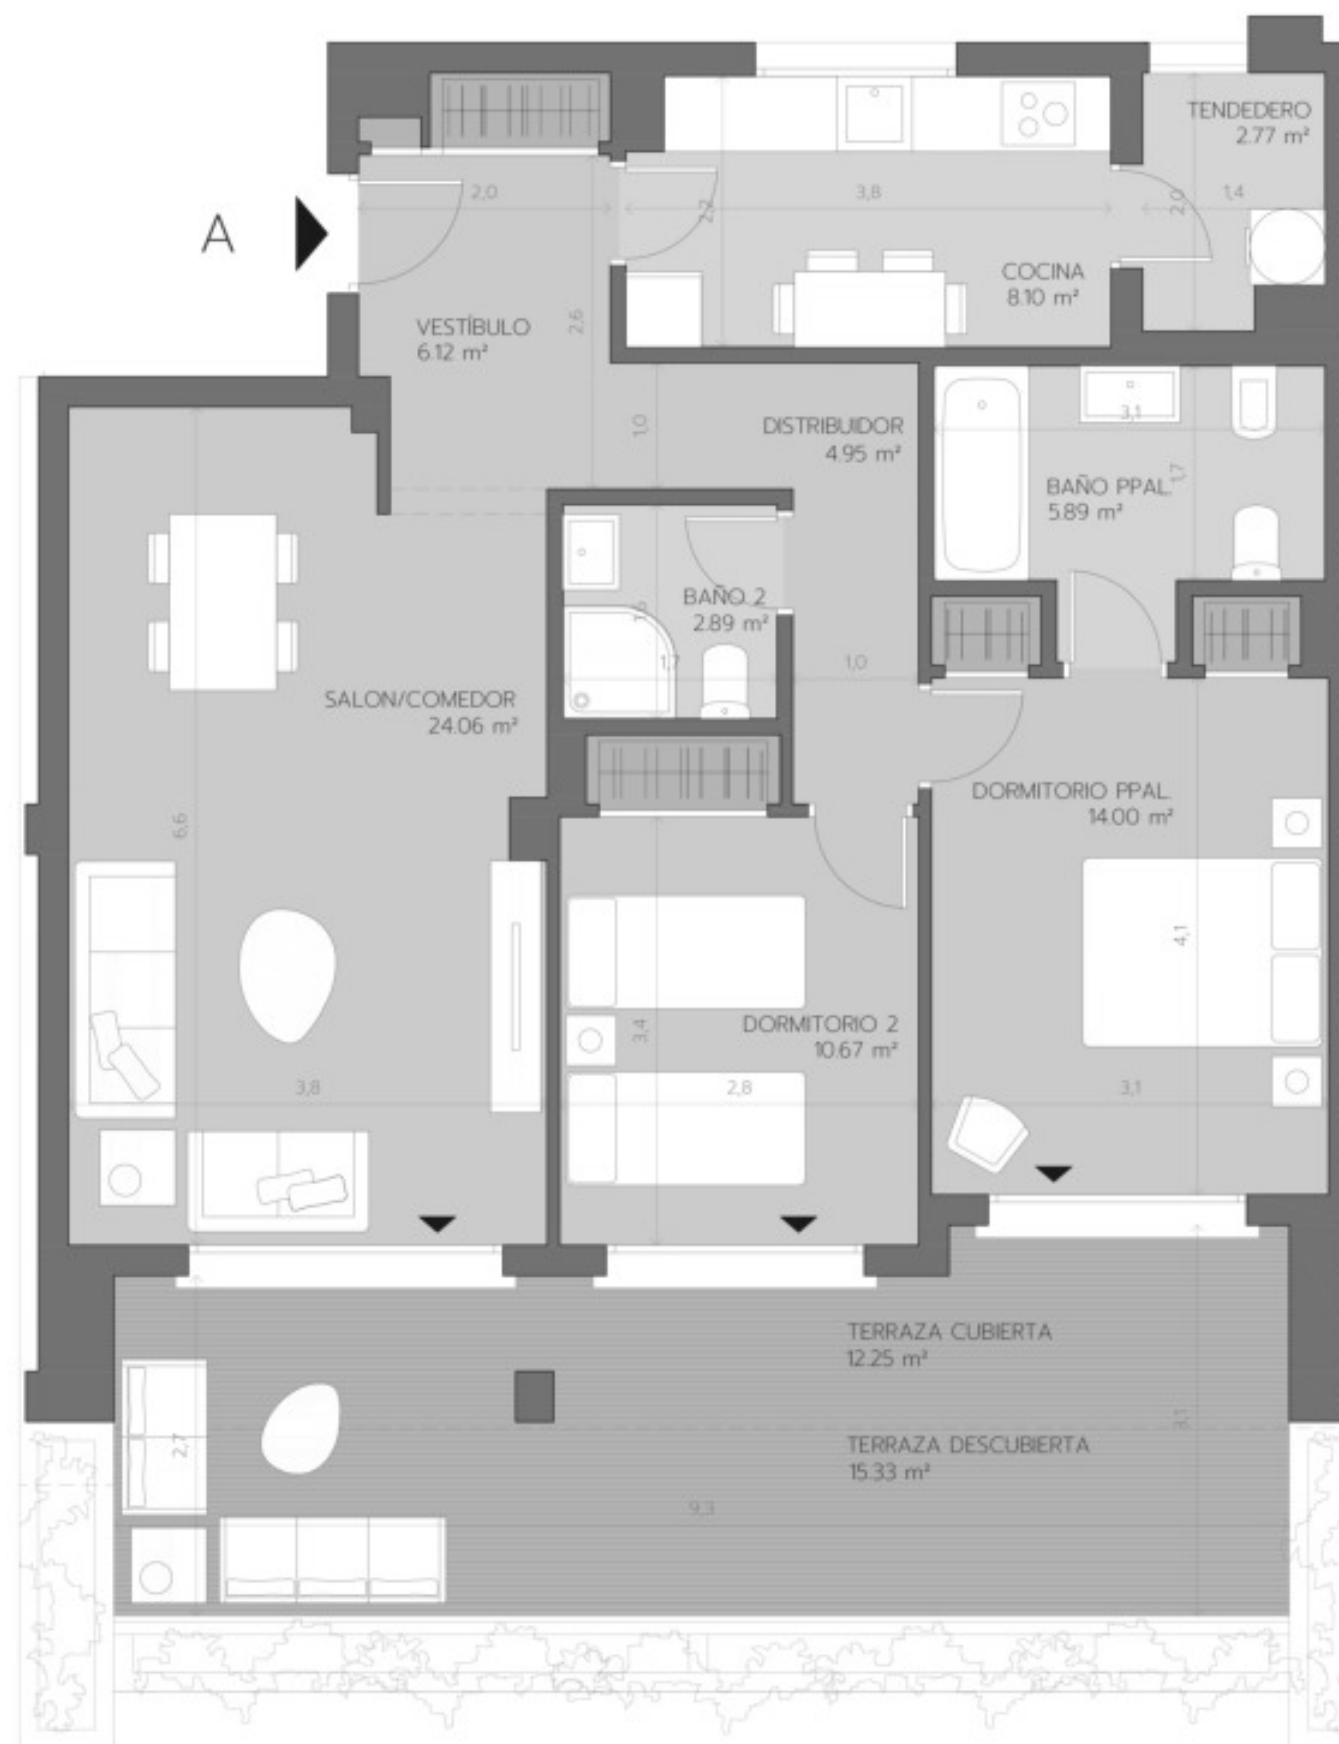 TENDEDERO
2.77 m²
2,0
3,8
2,2
2,0
1,4
A
COCINA
8.10 m²
VESTÍBULO
6.12 m²
2,6
DISTRIBUIDOR
4.95 m²
1,0
3,1
1,7
BAÑO PPAL.
5.89 m²
BAÑO 2
2.89 m²
1,7
1,0
SALON/COMEDOR
24.06 m²
DORMITORIO PPAL.
14.00 m²
6,6
4,1
DORMITORIO 2
10.67 m²
3,4
3,8
2,8
3,1
TERRAZA CUBIERTA
12.25 m²
3,1
TERRAZA DESCUBIERTA
15.33 m²
2,7
9,3